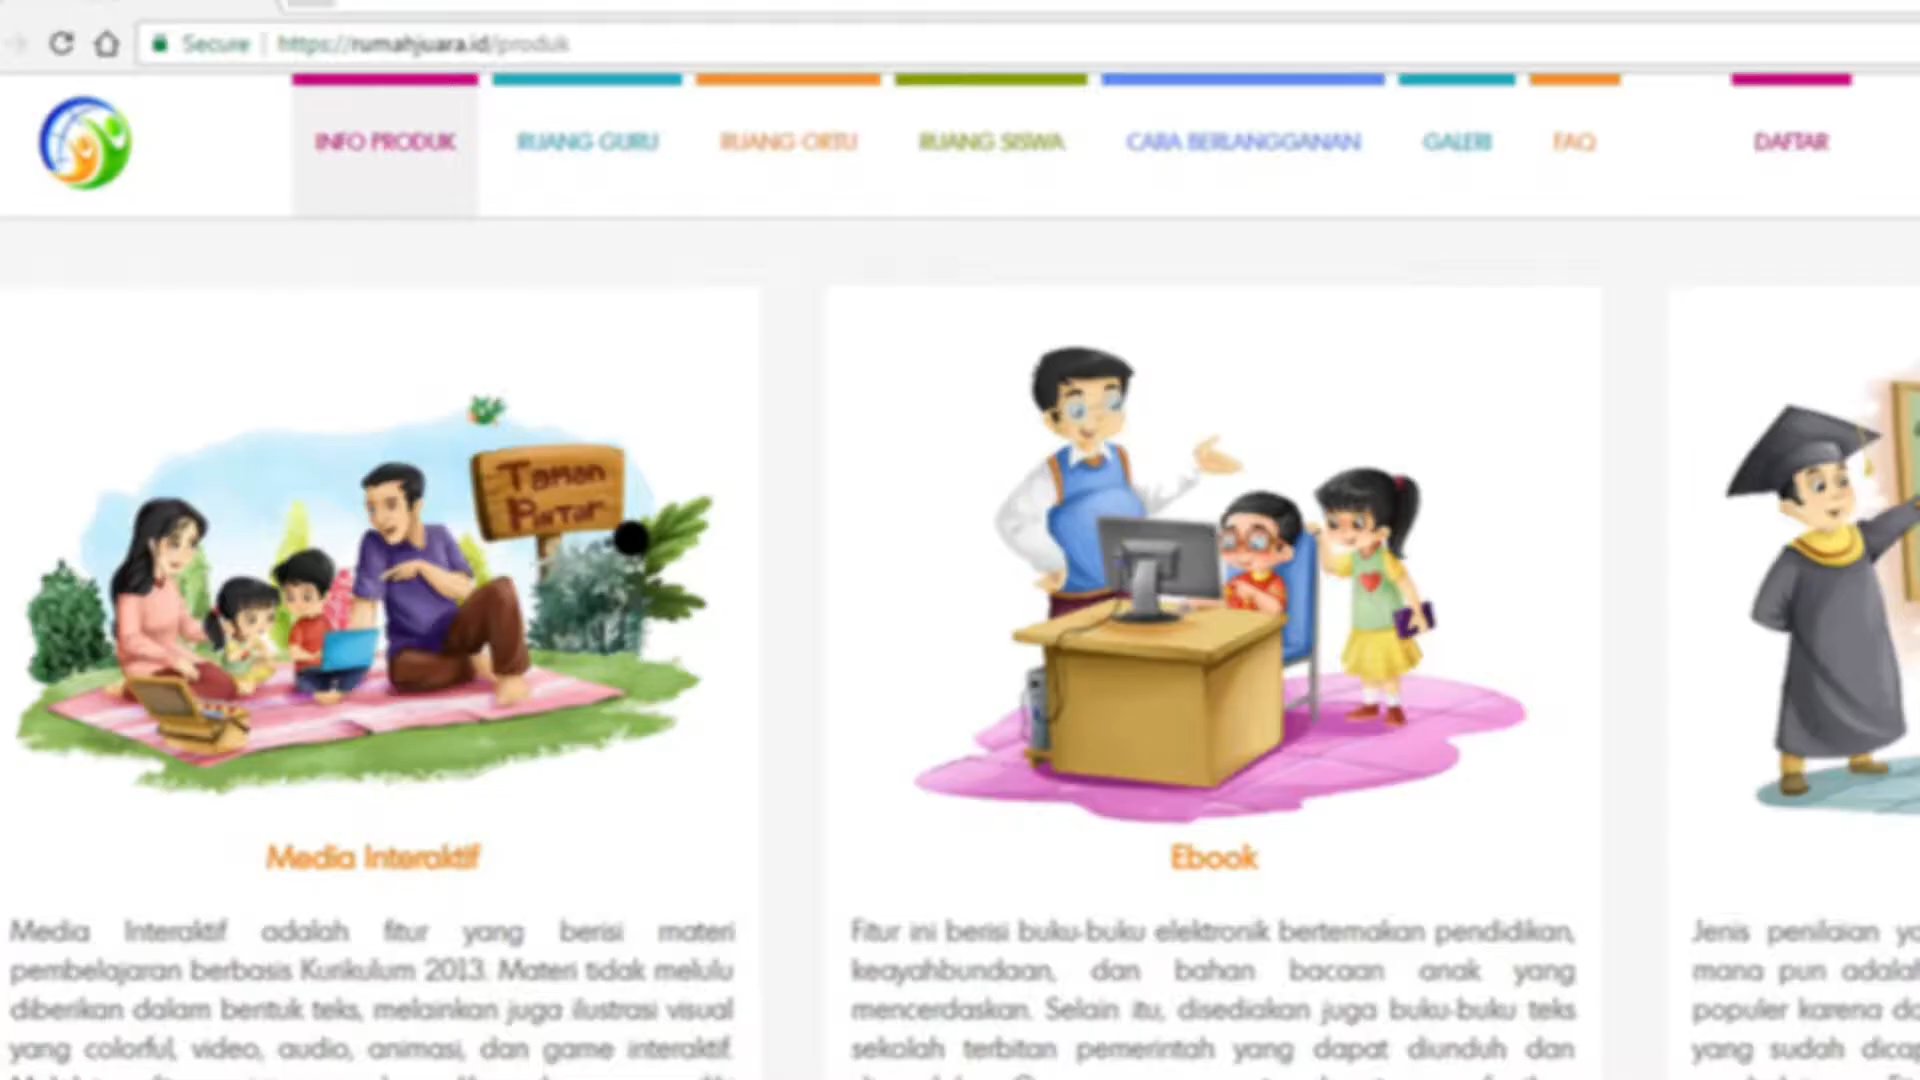 Secure | https://rumahjuara.id/produk
INFO PRODUK
RUANG GURU
RUANG ORTU
RUANG SISWA
CARA BERLANGGANAN
GALERI
FAQ
DAFTAR
Taman
Pintar
Media Interaktif
Media Interaktif adalah fitur yang berisi materi
pembelajaran berbasis Kurikulum 2013. Materi tidak melulu
diberikan dalam bentuk teks, melainkan juga ilustrasi visual
yang colorful, video, audio, animasi, dan game interaktif.
Ebook
Fitur ini berisi buku-buku elektronik bertemakan pendidikan,
keayahbundaan, dan bahan bacaan anak yang
mencerdaskan. Selain itu, disediakan juga buku-buku teks
sekolah terbitan pemerintah yang dapat diunduh dan
Jenis penilaian
mana pun
populer karena
yang sudah